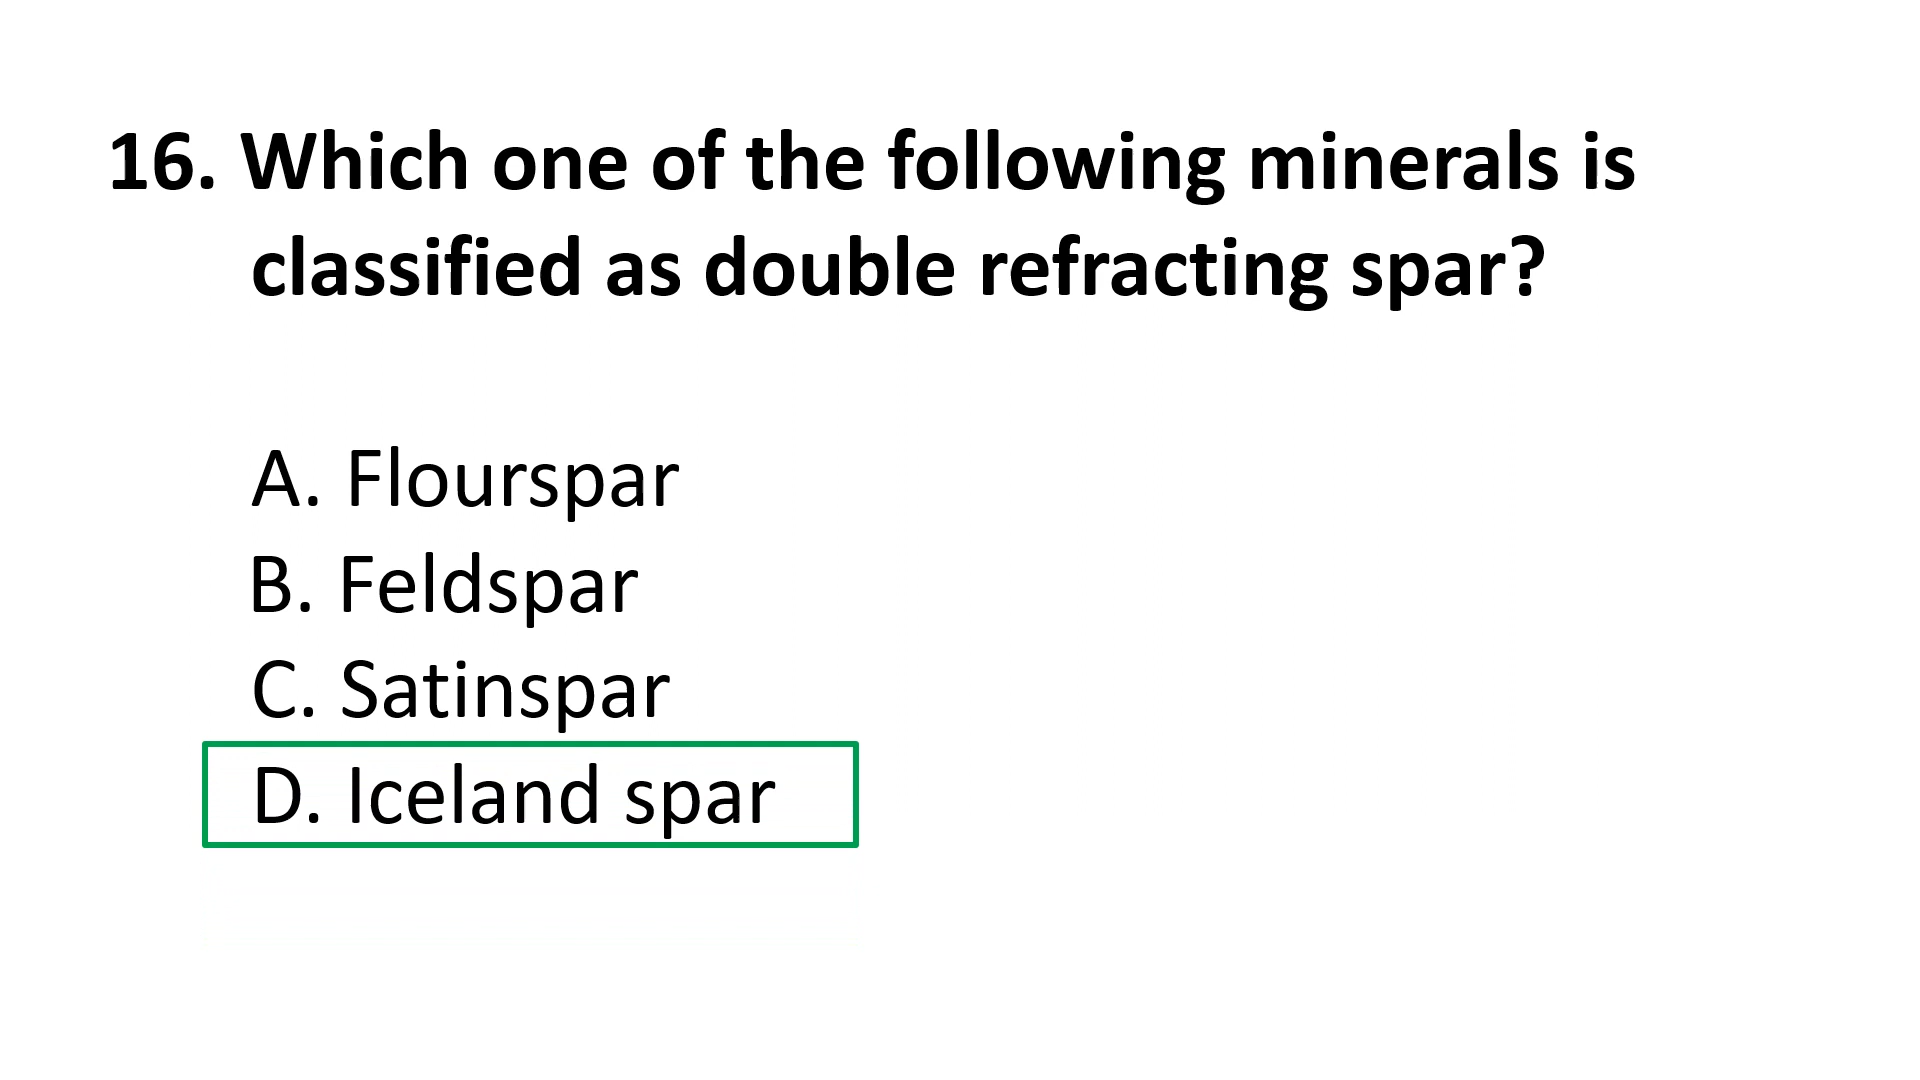 16. Which one of the following minerals is
classified as double refracting spar?
A. Flourspar
B. Feldspar
C. Satinspar
D. Iceland spar